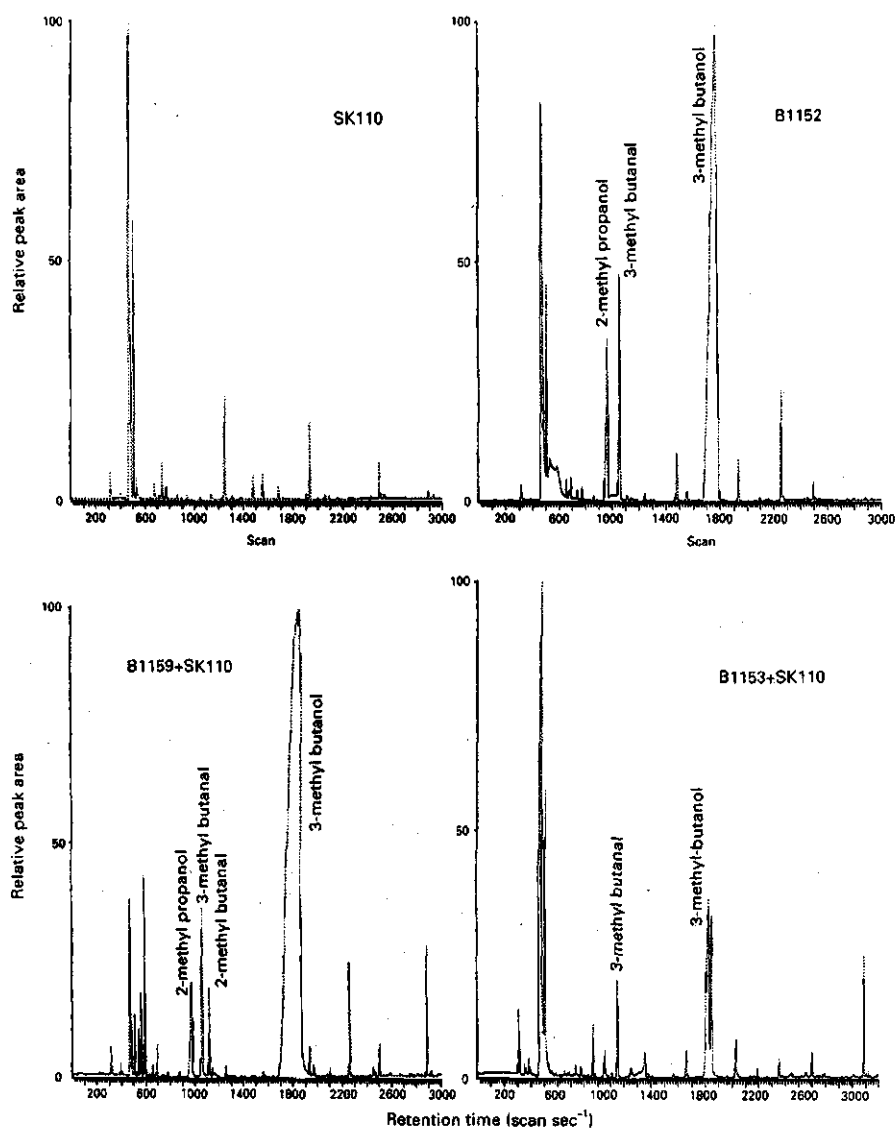 100
50
0
Relative peak area
SK110
200 600 1000 1400 1800 2200 2600 3000
Scan
100
50
0
2-methyl propanol
3-methyl butanal
3-methyl butanol
B1152
200 600 1000 1400 1800 2200 3000
Scan
100
50
0
Relative peak area
B1159+SK110
2-methyl propanol
3-methyl butanal
2-methyl butanal
3-methyl butanol
200 600 1000 1400 1800 2200 2600 3000
100
50
0
B1153+SK110
3-methyl butanal
3-methyl-butanol
200 600 1000 1400 1800 2200 2600 3000
Retention time (scan sec⁻¹)